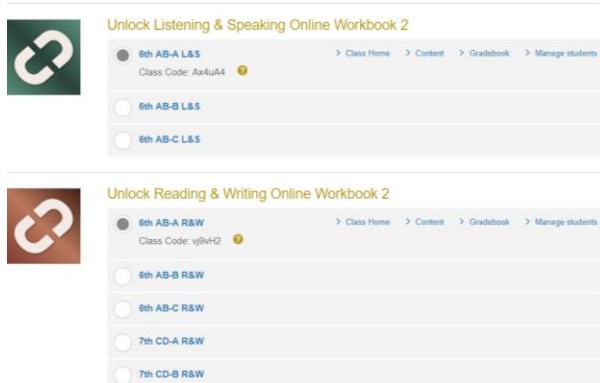 Unlock Listening & Speaking Online Workbook 2
6th AB-A L&S > Class Home > Content > Gradebook > Manage students
Class Code: Ax4uA4 ?
6th AB-B L&S
6th AB-C L&S
Unlock Reading & Writing Online Workbook 2
6th AB-A R&W > Class Home > Content > Gradebook > Manage students
Class Code: vj9vH2 ?
6th AB-B R&W
6th AB-C R&W
7th CD-A R&W
7th CD-B R&W